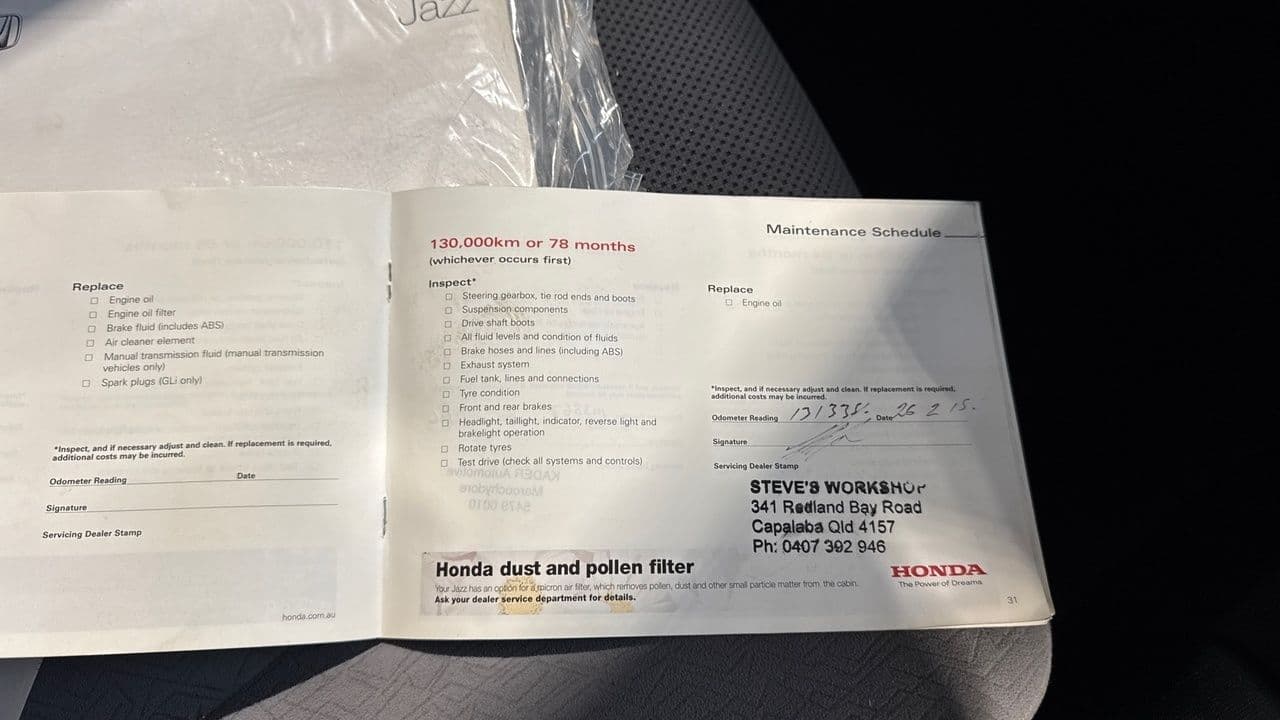 Jazz
Replace
Engine oil
Engine oil filter
Brake fluid (includes ABS)
Air cleaner element
Manual transmission fluid (manual transmission
vehicles only)
Spark plugs (GLi only)
*Inspect, and if necessary adjust and clean. If replacement is required,
additional costs may be incurred.
Odometer Reading Date
Signature
Servicing Dealer Stamp
honda.com.au
Maintenance Schedule
130,000km or 78 months
(whichever occurs first)
Inspect*
Steering gearbox, tie rod ends and boots
Suspension components
Drive shaft boots
All fluid levels and condition of fluids
Brake hoses and lines (including ABS)
Exhaust system
Fuel tank, lines and connections
Tyre condition
Front and rear brakes
Headlight, taillight, indicator, reverse light and
brakelight operation
Rotate tyres
Test drive (check all systems and controls)
KADER Automotive
Maroochydore
5479 0010
Replace
Engine oil
*Inspect, and if necessary adjust and clean. If replacement is required,
additional costs may be incurred.
Odometer Reading Date 26 2 15.
Signature
Servicing Dealer Stamp
STEVE'S WORKSHOP
341 Redland Bay Road
Capalaba Qld 4157
Ph: 0407 392 946
Honda dust and pollen filter
Your Jazz has an option for a micron air filter, which removes pollen, dust and other small particle matter from the cabin.
Ask your dealer service department for details.
HONDA
The Power of Dreams
31